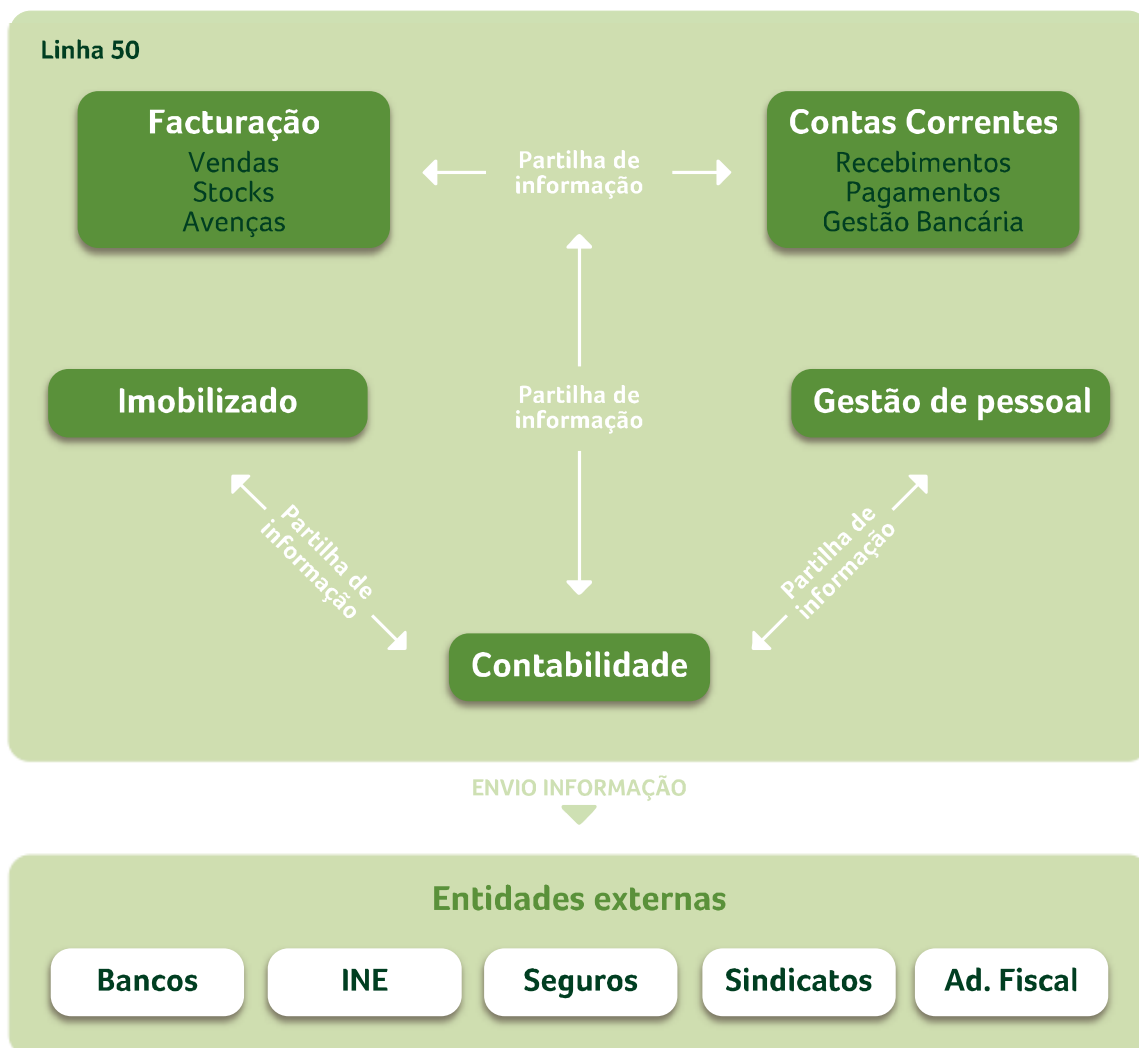 Linha 50
Facturação
Vendas
Stocks
Avenças
Partilha de
informação
Contas Correntes
Recebimentos
Pagamentos
Gestão Bancária
Imobilizado
Partilha de
informação
Gestão de pessoal
Partilha de
informação
Partilha de
informação
Contabilidade
ENVIO INFORMAÇÃO
Entidades externas
Bancos
INE
Seguros
Sindicatos
Ad. Fiscal